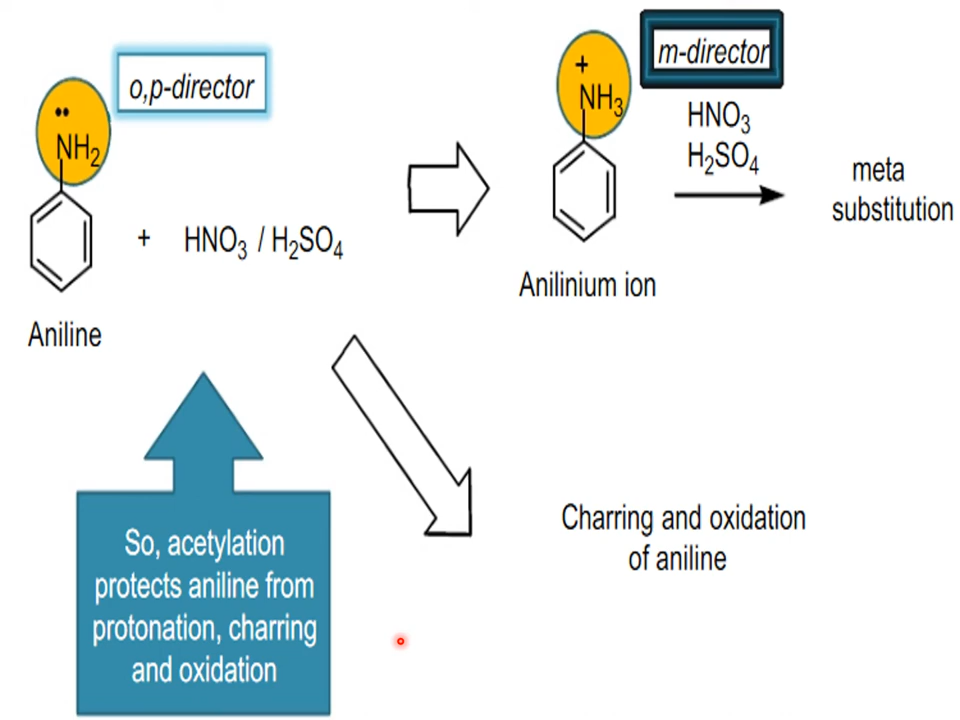 o,p-director
••
NH2
+ HNO3 / H2SO4
Aniline
+
NH3
m-director
HNO3
H2SO4
Anilinium ion
meta
substitution
So, acetylation
protects aniline from
protonation, charring
and oxidation
Charring and oxidation
of aniline